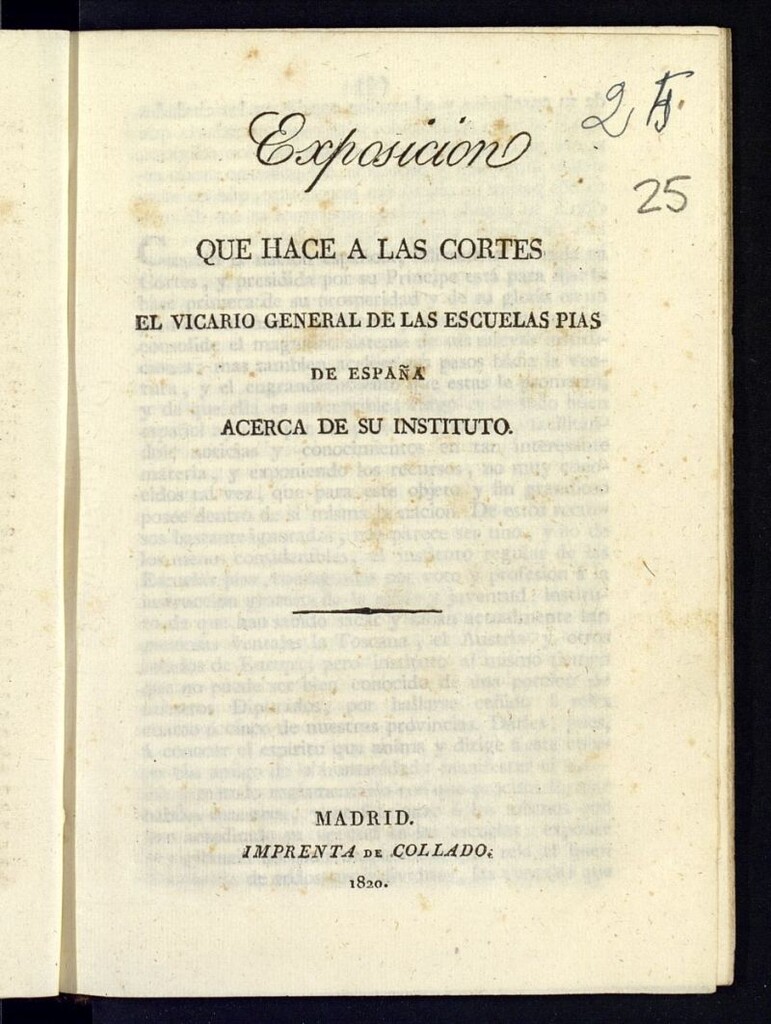 25
Exposicion
QUE HACE A LAS CORTES
EL VICARIO GENERAL DE LAS ESCUELAS PIAS
DE ESPAÑA
ACERCA DE SU INSTITUTO.
MADRID.
IMPRENTA DE COLLADO.
1820.